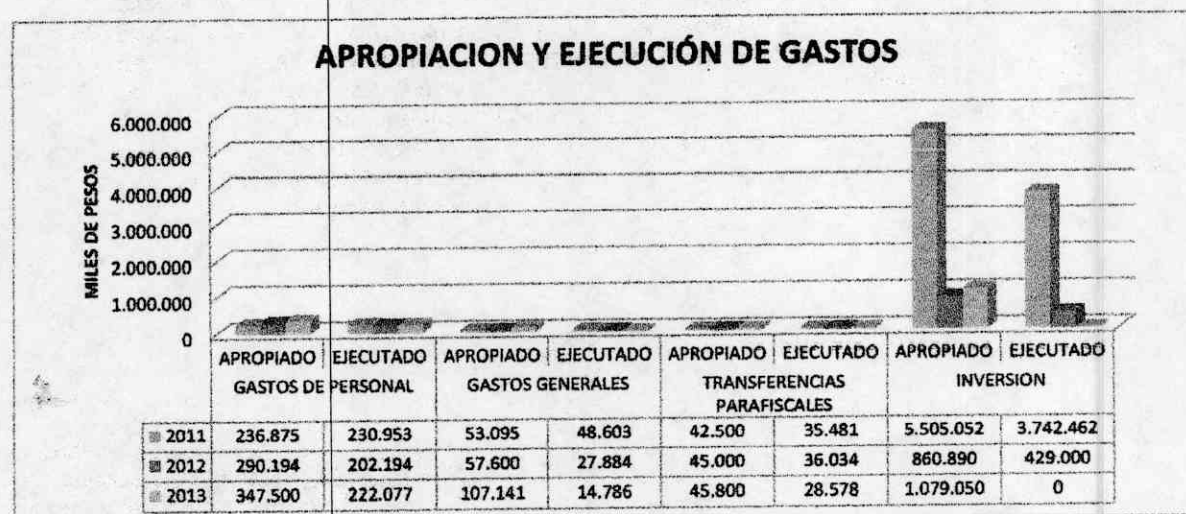 APROPIACION Y EJECUCIÓN DE GASTOS
MILES DE PESOS
6.000.000
5.000.000
4.000.000
3.000.000
2.000.000
1.000.000
0
APROPIADO EJECUTADO APROPIADO EJECUTADO APROPIADO EJECUTADO APROPIADO EJECUTADO
GASTOS DE PERSONAL GASTOS GENERALES TRANSFERENCIAS PARAFISCALES INVERSION
2011 236.875 230.953 53.095 48.603 42.500 35.481 5.505.052 3.742.462
2012 290.194 202.194 57.600 27.884 45.000 36.034 860.890 429.000
2013 347.500 222.077 107.141 14.786 45.800 28.578 1.079.050 0